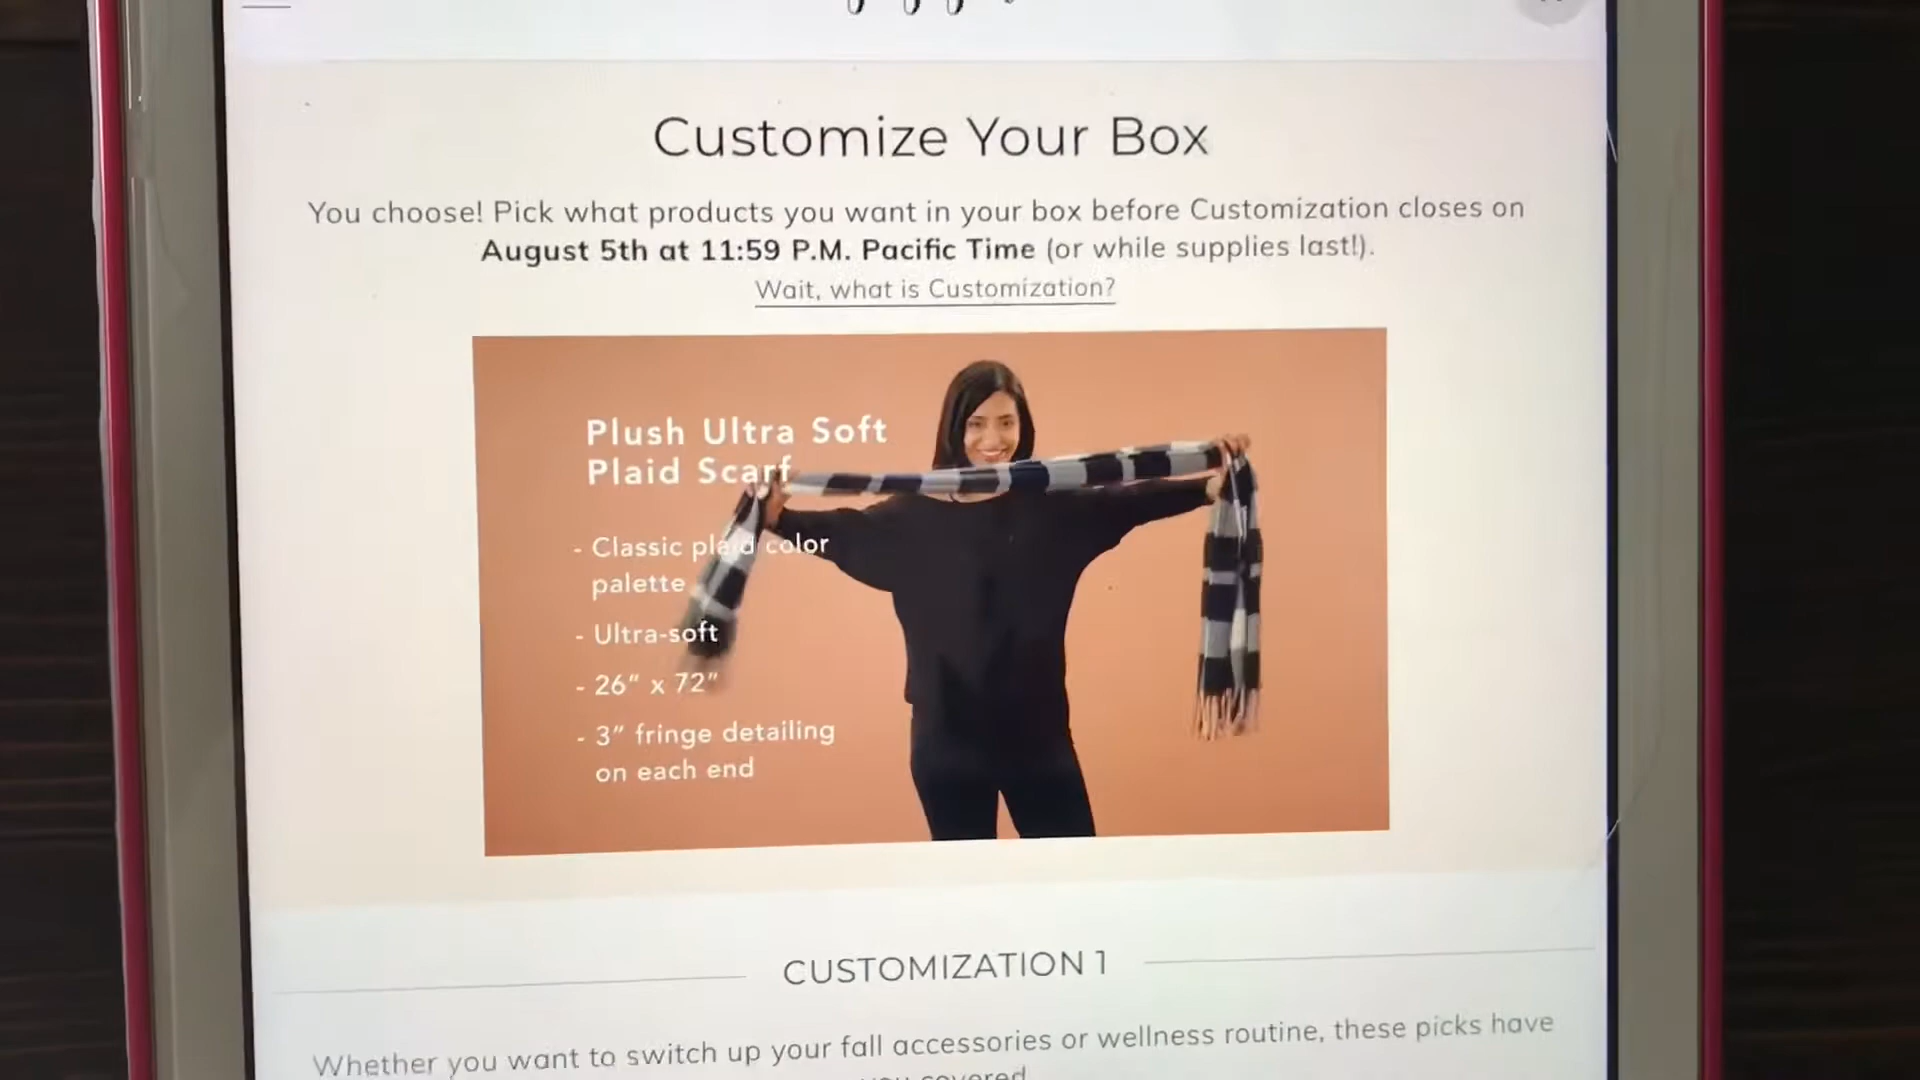 Customize Your Box
You choose! Pick what products you want in your box before Customization closes on
August 5th at 11:59 P.M. Pacific Time (or while supplies last!).
Wait, what is Customization?
Plush Ultra Soft
Plaid Scarf
- Classic plaid color
palette
- Ultra-soft
- 26" x 72"
- 3" fringe detailing
on each end
CUSTOMIZATION 1
Whether you want to switch up your fall accessories or wellness routine, these picks have
you covered